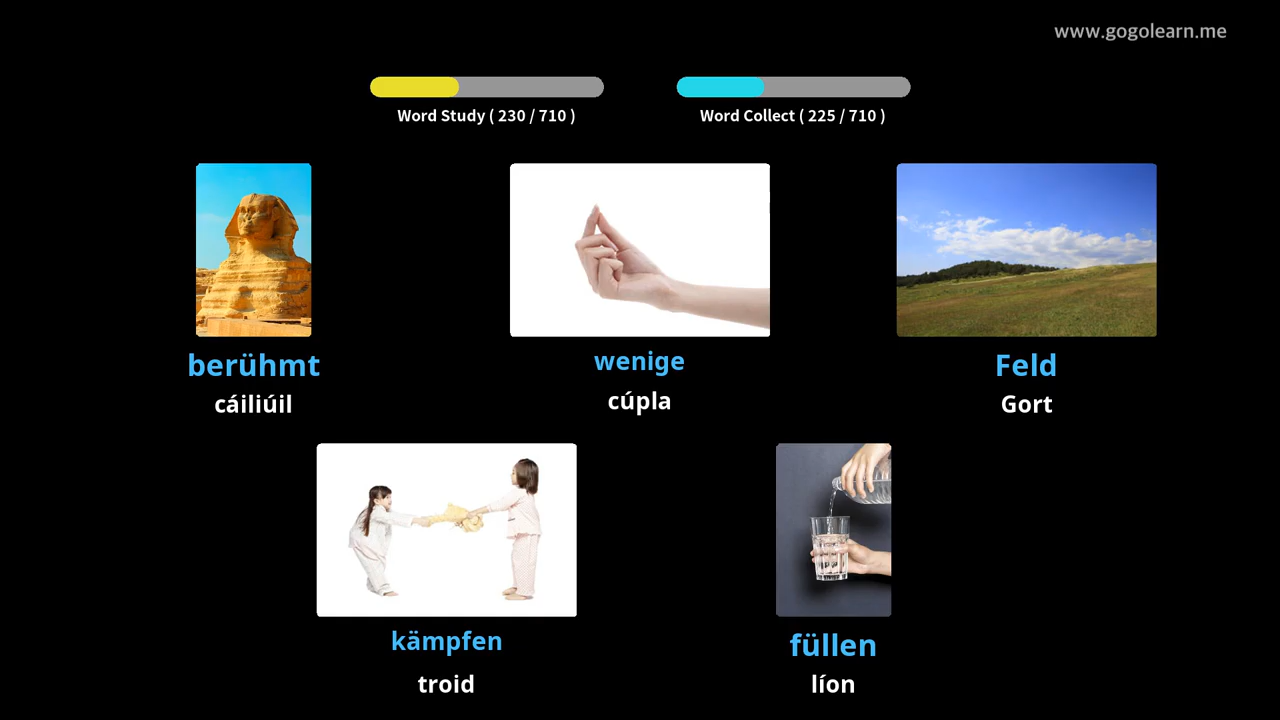 www.gogolearn.me
Word Study ( 230 / 710 )
Word Collect ( 225 / 710 )
berühmt
cáiliúil
wenige
cúpla
Feld
Gort
kämpfen
troid
füllen
líon